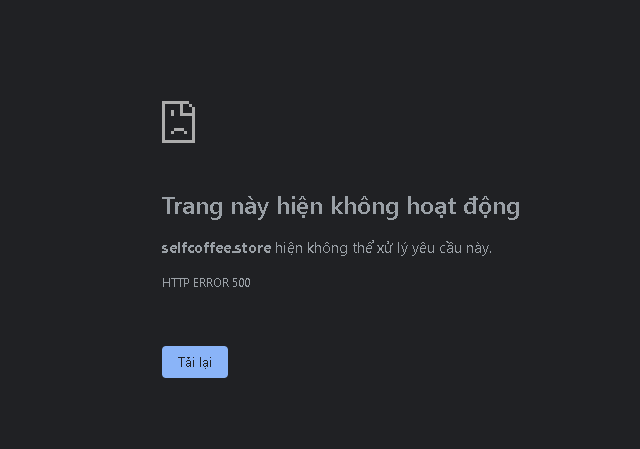 Trang này hiện không hoạt động
selfcoffee.store hiện không thể xử lý yêu cầu này.
HTTP ERROR 500
Tải lại